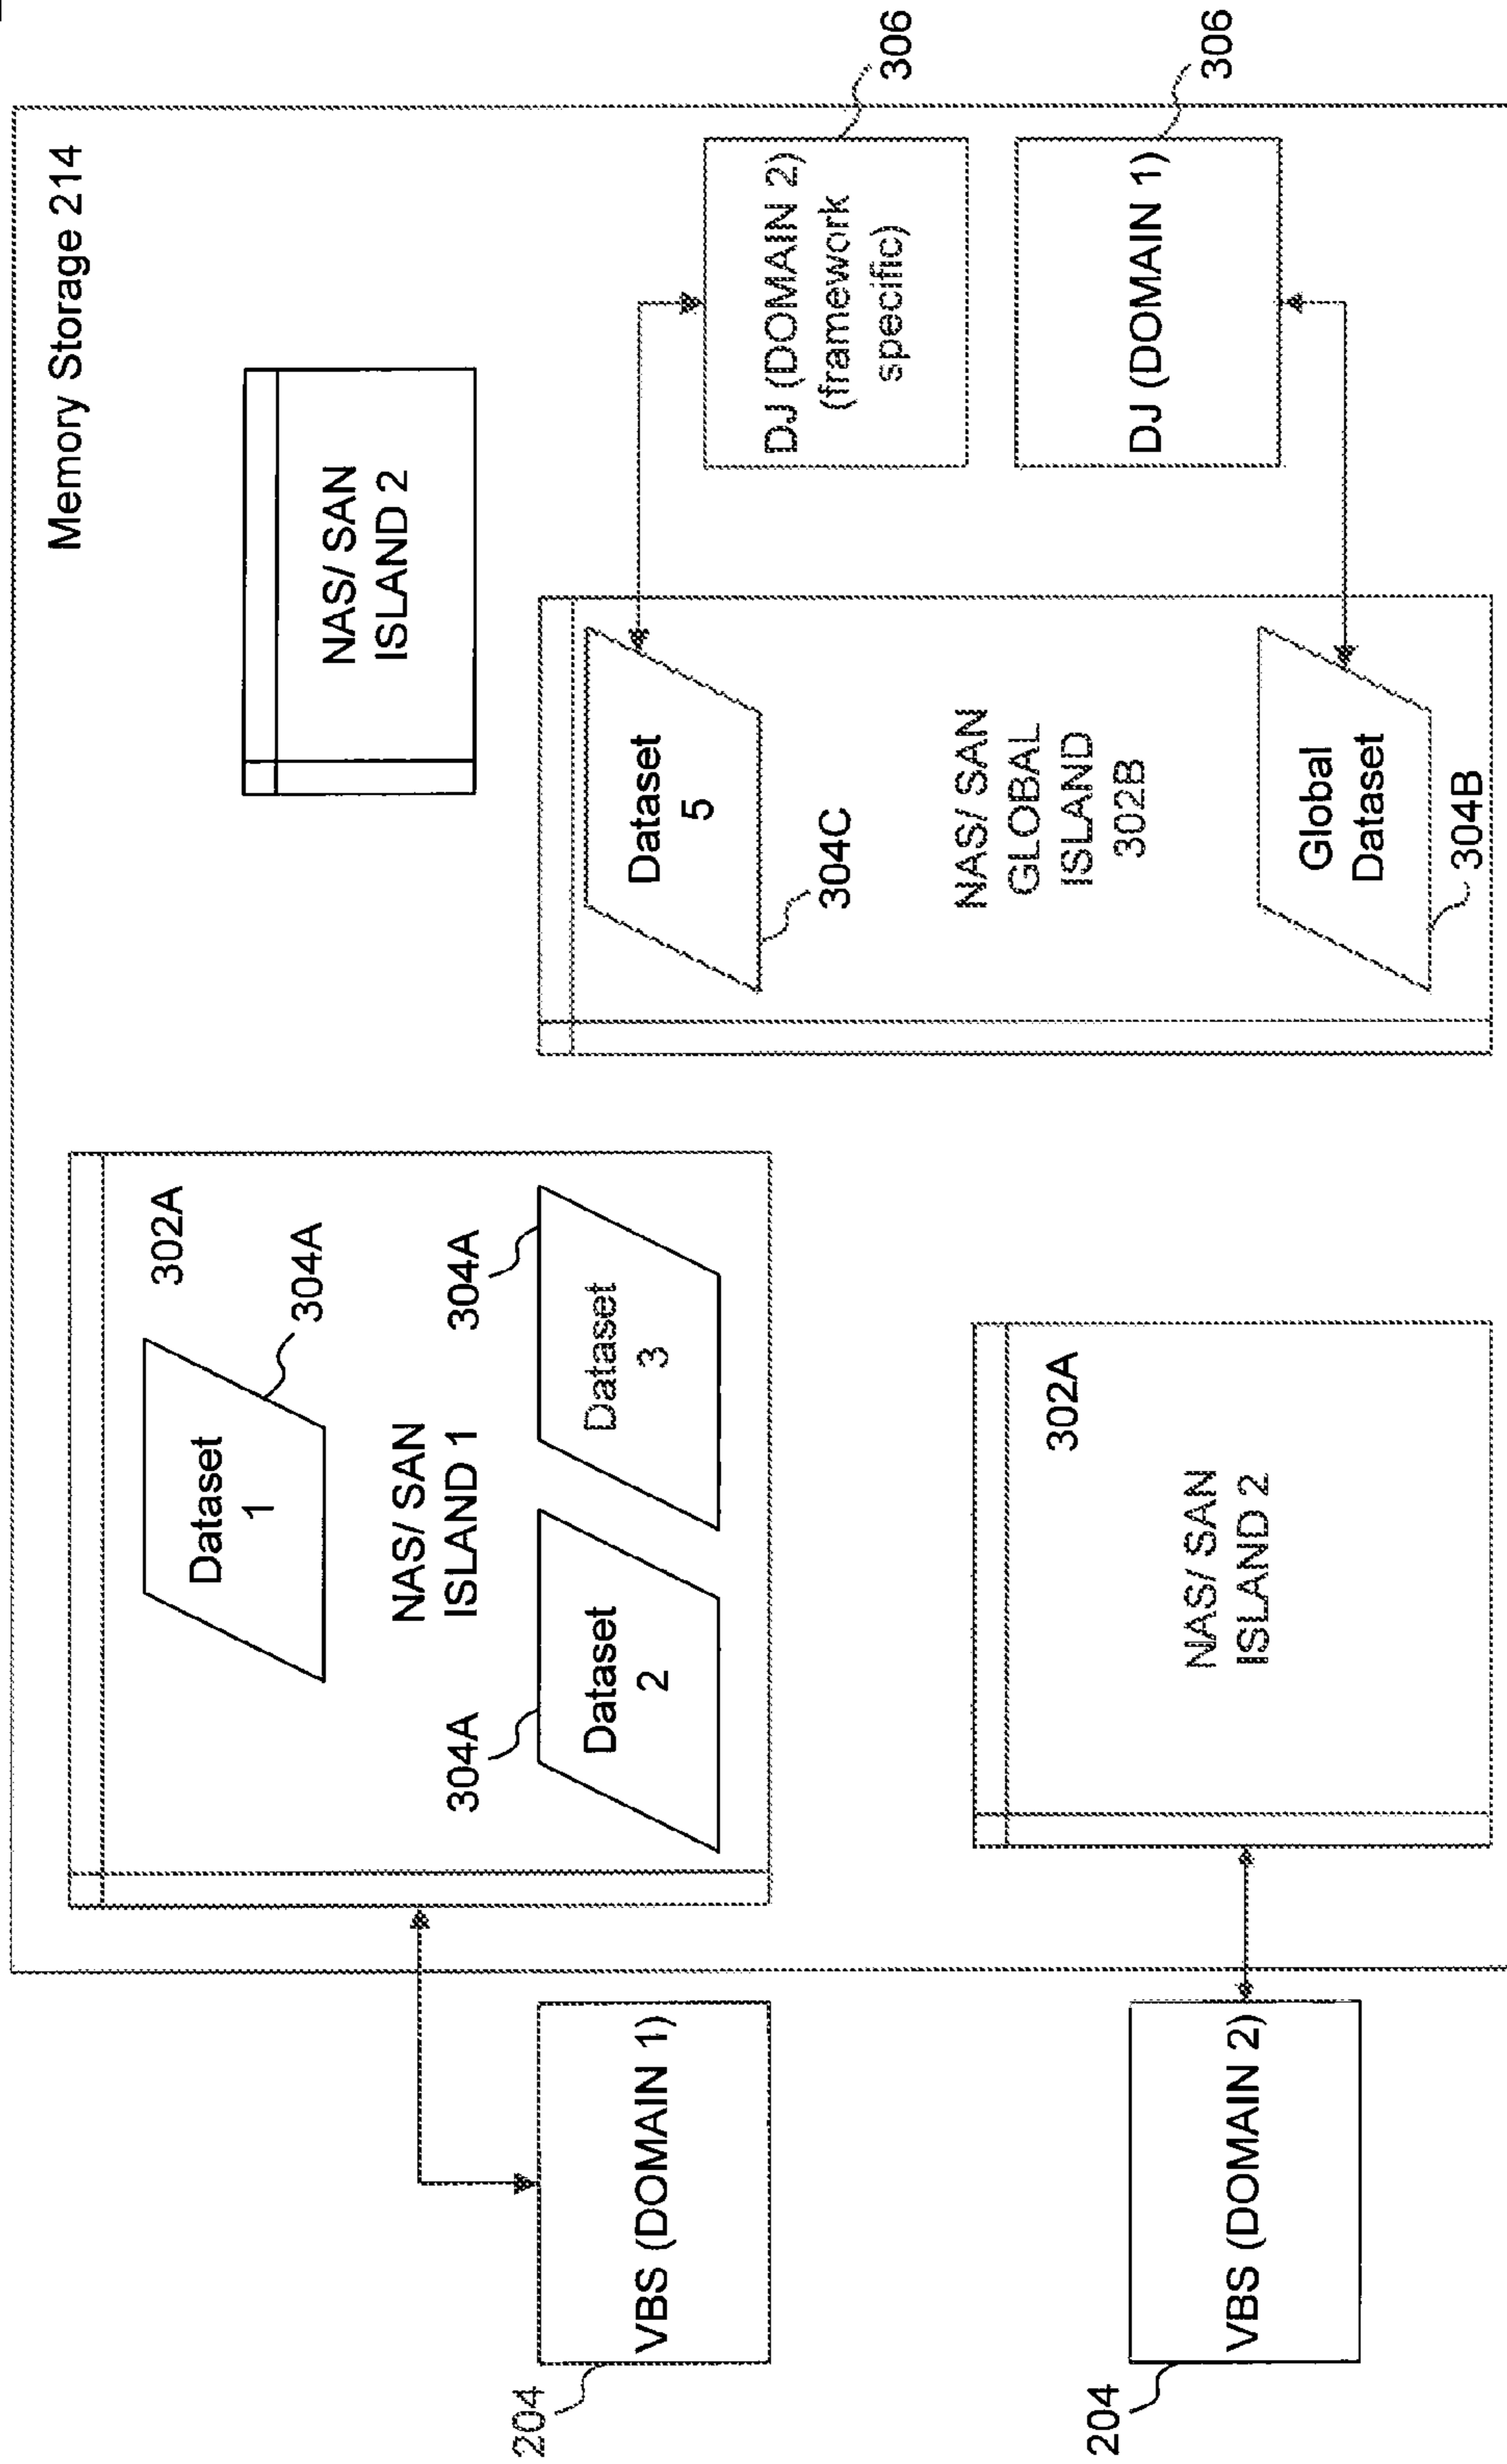 Memory Storage 214
302A
Dataset
1
304A
NAS/ SAN
ISLAND 1
304A
Dataset
2
304A
Dataset
3
NAS/ SAN
ISLAND 2
Dataset
5
304C
NAS/ SAN
GLOBAL
ISLAND
302B
Global
Dataset
304B
DJ (DOMAIN 2)
(framework
specific)
306
DJ (DOMAIN 1)
306
VBS (DOMAIN 1)
204
302A
NAS/ SAN
ISLAND 2
VBS (DOMAIN 2)
204